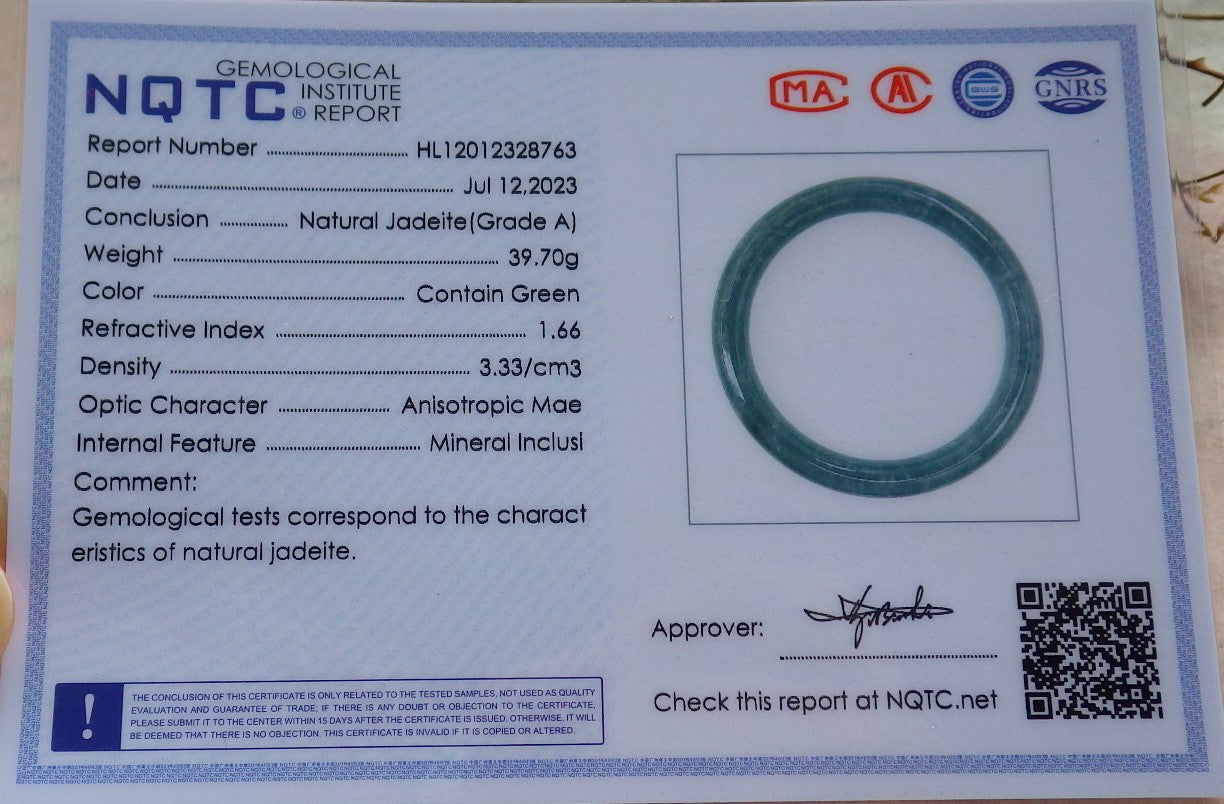 NQTC®
GEMOLOGICAL
INSTITUTE
REPORT
MA
AL
GWS
GNRS
Report Number ........ HL12012328763
Date ........ Jul 12,2023
Conclusion ........ Natural Jadeite(Grade A)
Weight ........ 39.70g
Color ........ Contain Green
Refractive Index ........ 1.66
Density ........ 3.33/cm3
Optic Character ........ Anisotropic Mae
Internal Feature ........ Mineral Inclusi
Comment:
Gemological tests correspond to the charact
eristics of natural jadeite.
Approver:
Check this report at NQTC.net
! THE CONCLUSION OF THIS CERTIFICATE IS ONLY RELATED TO THE TESTED SAMPLES, NOT USED AS QUALITY
EVALUATION AND GUARANTEE OF TRADE; IF THERE IS ANY DOUBT OR OBJECTION TO THE CERTIFICATE,
PLEASE SUBMIT IT TO THE CENTER WITHIN 15 DAYS AFTER THE CERTIFICATE IS ISSUED. OTHERWISE, IT WILL
BE DEEMED THAT THERE IS NO OBJECTION. THIS CERTIFICATE IS INVALID IF IT IS COPIED OR ALTERED.